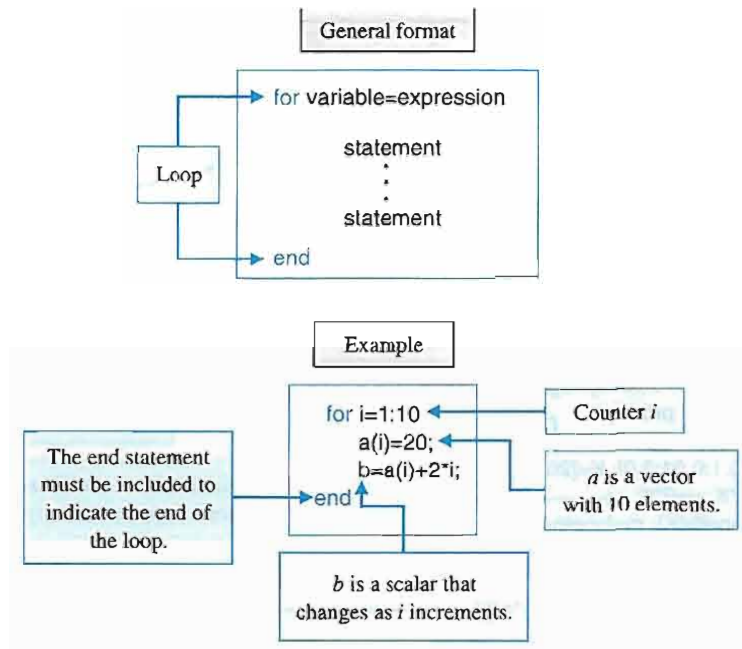 General format
for variable=expression
statement
.
.
.
statement
Loop
end
Example
for i=1:10
a(i)=20;
b=a(i)+2*i;
end
Counter i
a is a vector
with 10 elements.
The end statement
must be included to
indicate the end of
the loop.
b is a scalar that
changes as i increments.